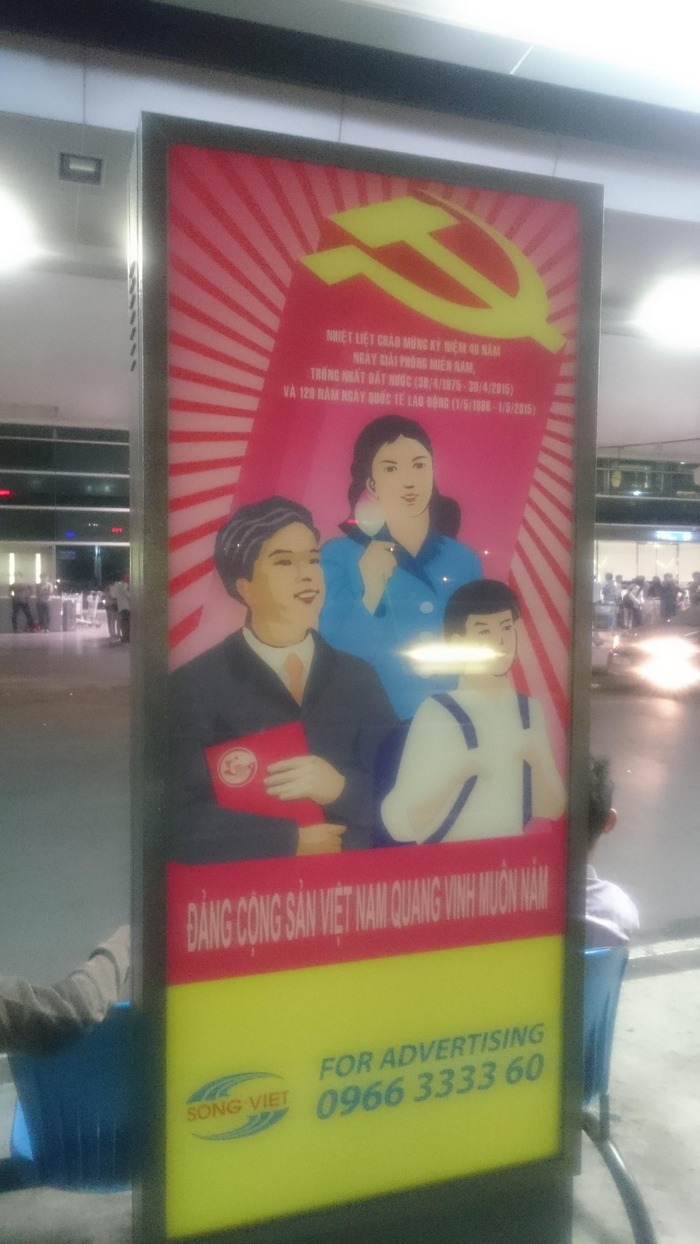 NHIỆT LIỆT CHÀO MỪNG KỶ NIỆM 40 NĂM
NGÀY GIẢI PHÓNG MIỀN NAM,
THỐNG NHẤT ĐẤT NƯỚC (30/4/1975 - 30/4/2015)
VÀ 129 NĂM NGÀY QUỐC TẾ LAO ĐỘNG (1/5/1886 - 1/5/2015)
ĐẢNG CỘNG SẢN VIỆT NAM QUANG VINH MUÔN NĂM
SONG VIET
FOR ADVERTISING
0966 3333 60